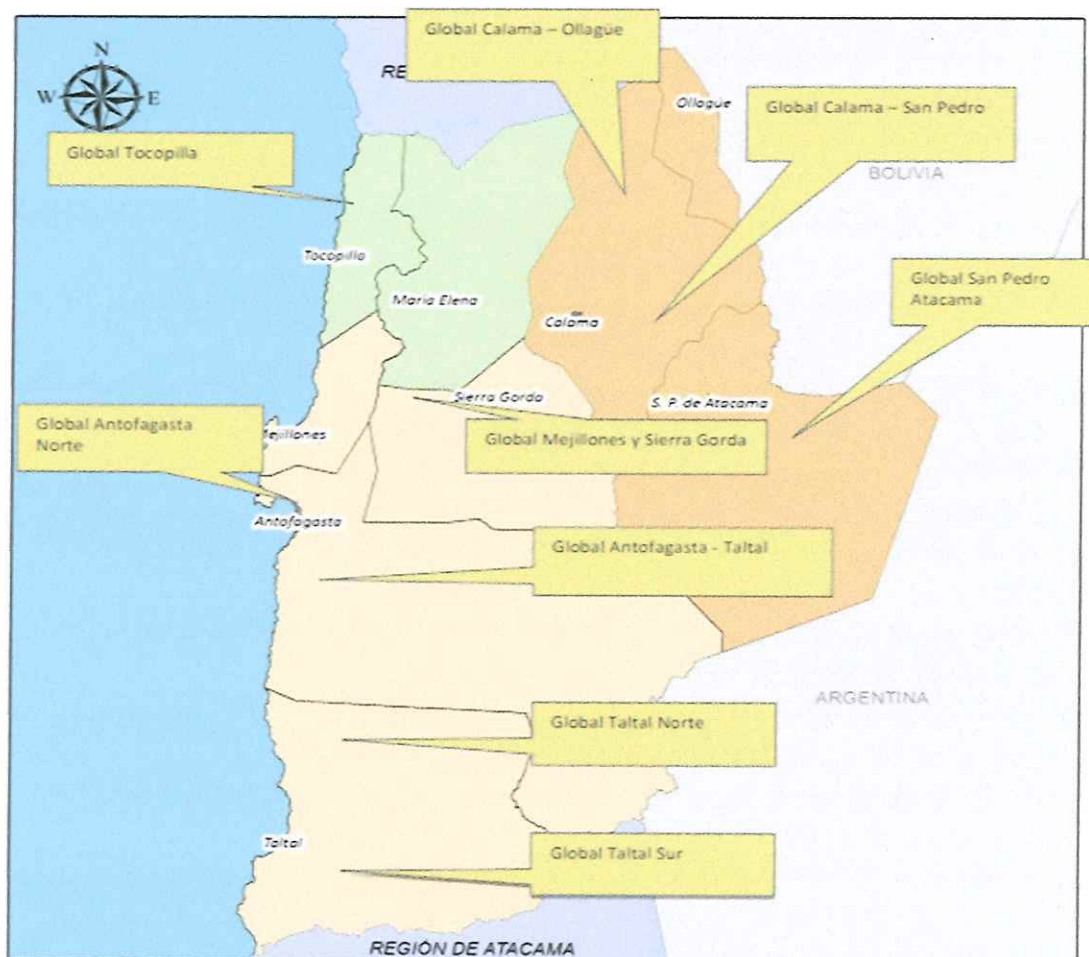 Global Calama – Ollagüe
RE
N
W
E
S
Ollagüe
Global Calama – San Pedro
Global Tocopilla
BOLIVIA
Tocopilla
Global San Pedro
Atacama
Maria Elena
Calama
Sierra Gorda
S. P. de Atacama
Global Antofagasta
Norte
Mejillones
Global Mejillones y Sierra Gorda
Antofagasta
Global Antofagasta - Taltal
ARGENTINA
Global Taltal Norte
Taltal
Global Taltal Sur
REGIÓN DE ATACAMA